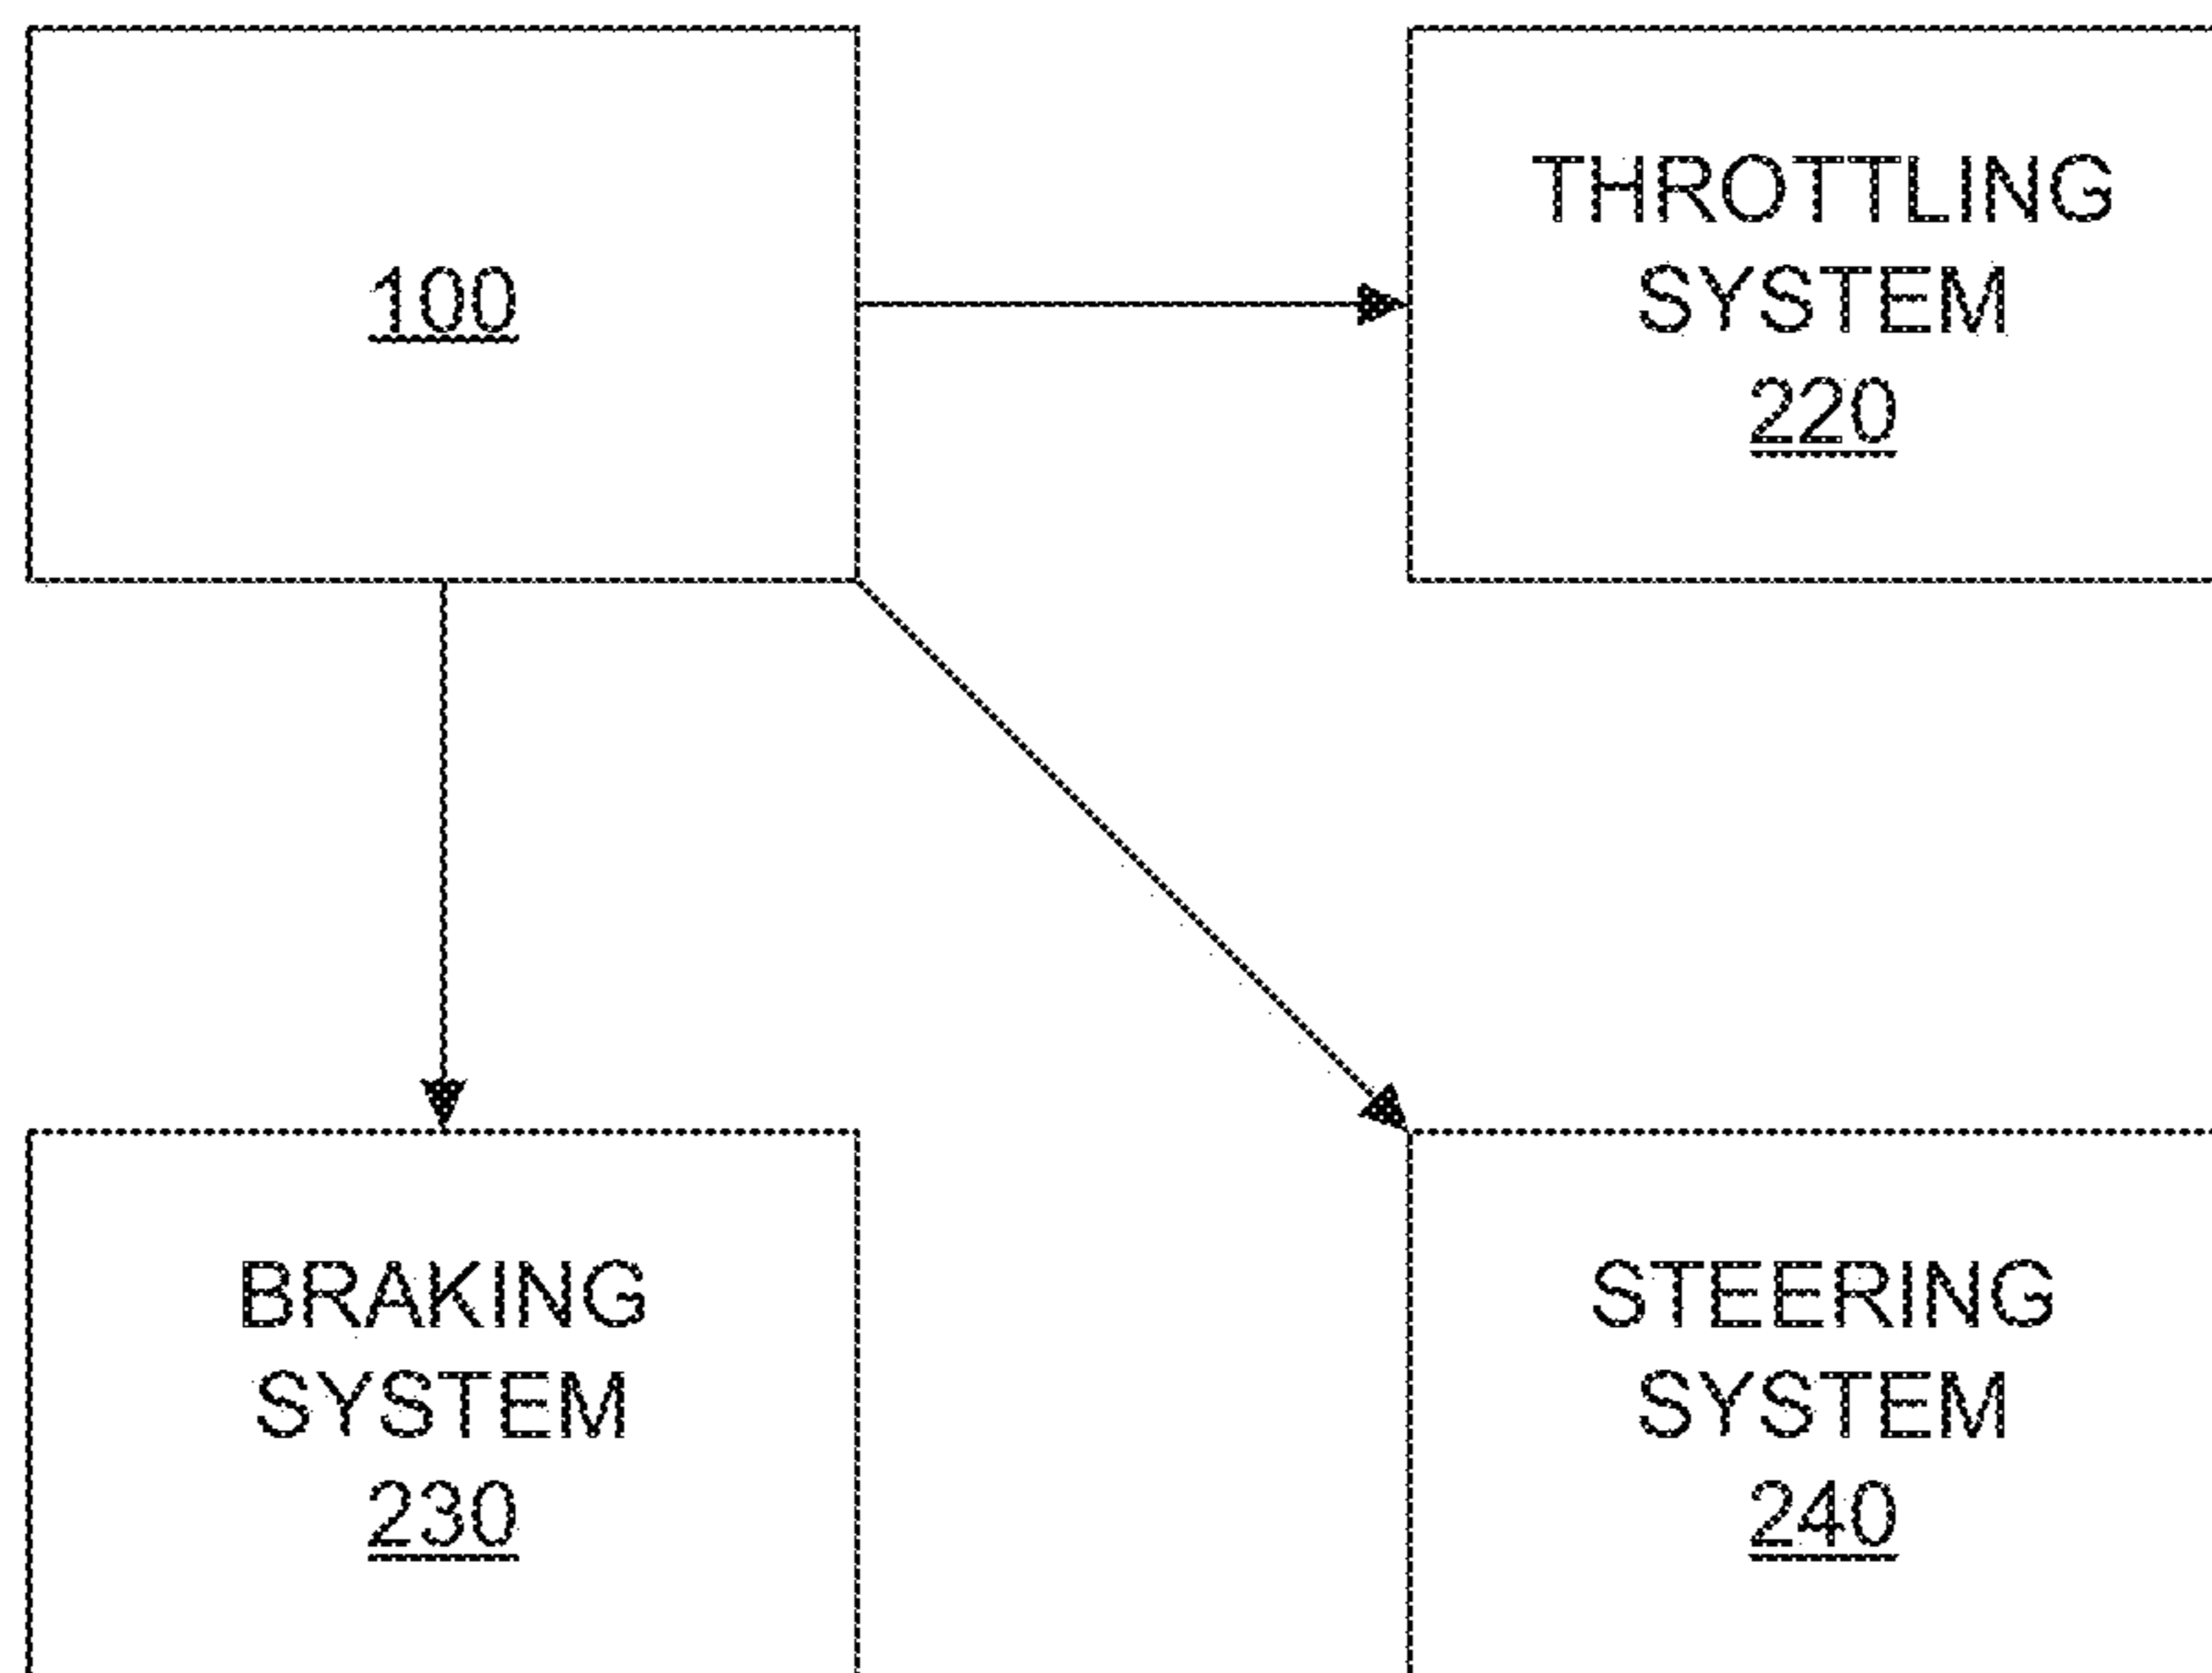 100
THROTTLING
SYSTEM
220
BRAKING
SYSTEM
230
STEERING
SYSTEM
240